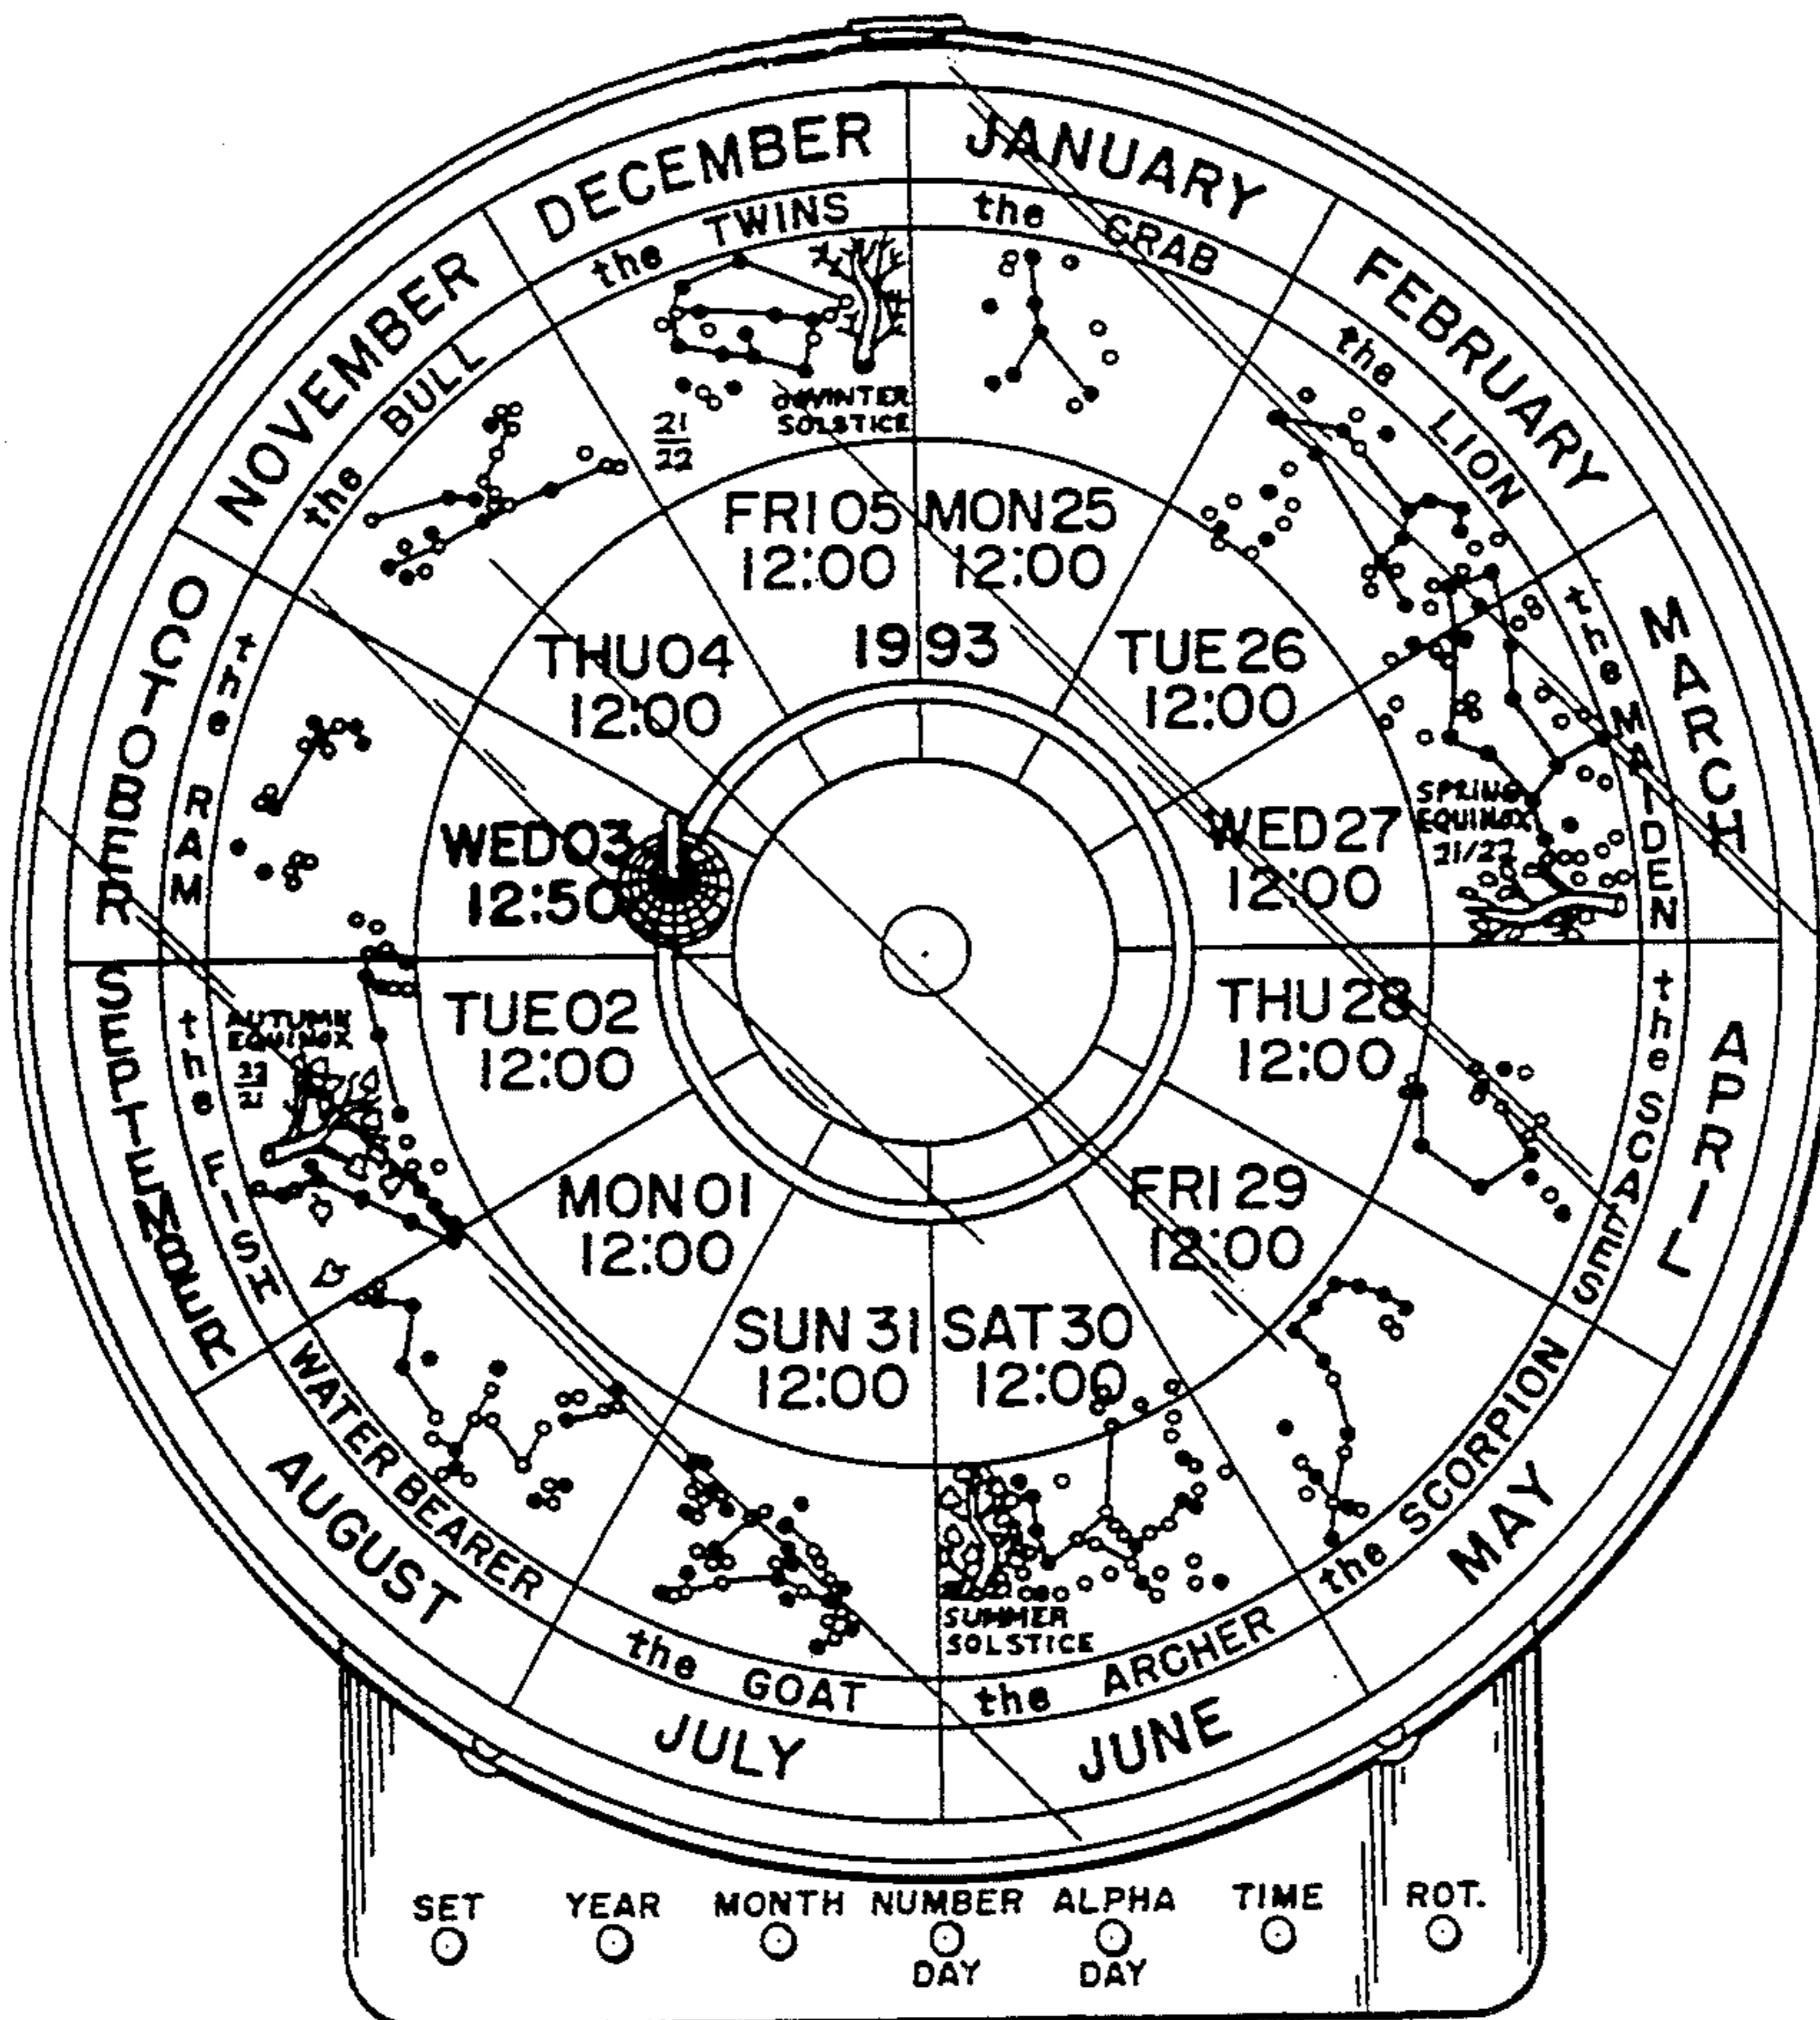 JANUARY
FEBRUARY
MARCH
APRIL
MAY
JUNE
JULY
AUGUST
SEPTEMBER
OCTOBER
NOVEMBER
DECEMBER
the CRAB
the LION
the MAIDEN
the SCALES
the SCORPION
the ARCHER
the GOAT
WATER BEARER
the FISH
the RAM
the BULL
the TWINS
WINTER
SOLSTICE
21
22
SPRING
EQUINOX
21/22
SUMMER
SOLSTICE
AUTUMN
EQUINOX
1993
MON 25
12:00
TUE 26
12:00
WED 27
12:00
THU 28
12:00
FRI 29
12:00
SAT 30
12:00
SUN 31
12:00
MON 01
12:00
TUE 02
12:00
WED 03
12:50
THU 04
12:00
FRI 05
12:00
SET YEAR MONTH NUMBER ALPHA TIME ROT.
DAY DAY